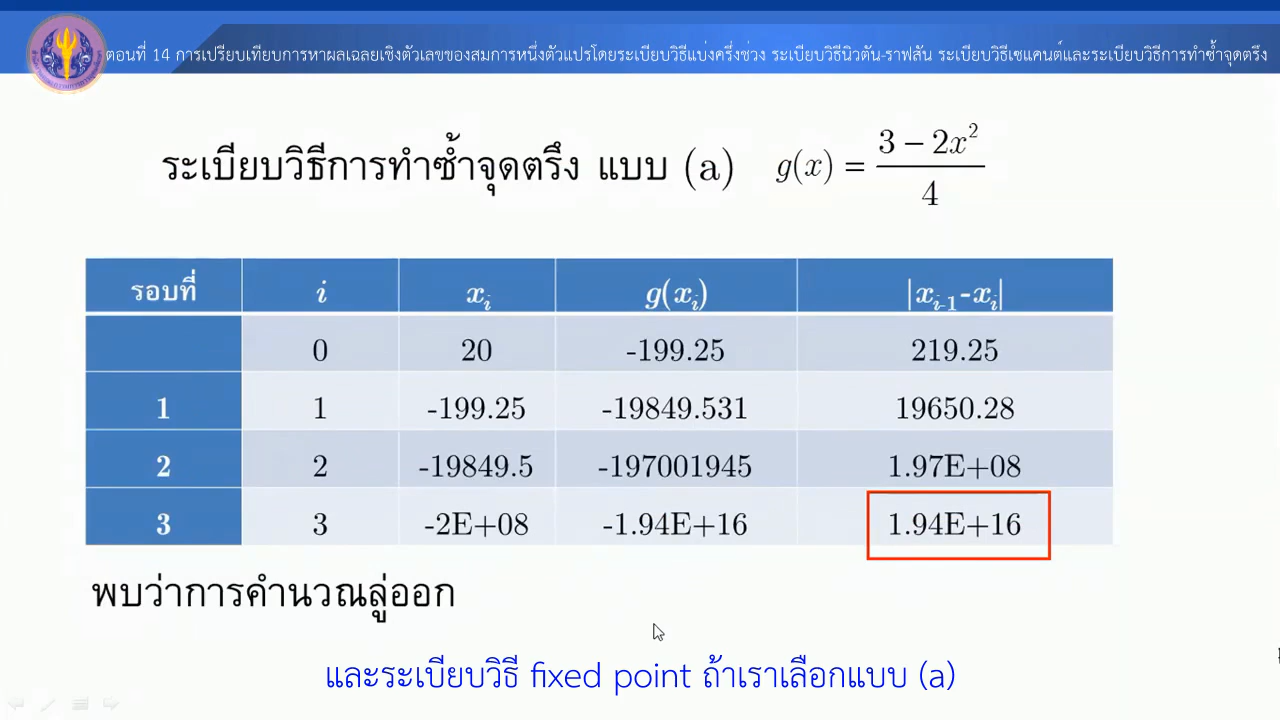 ตอนที่ 14 การเปรียบเทียบการหาผลเฉลยเชิงตัวเลขของสมการหนึ่งตัวแปรโดยระเบียบวิธีแบ่งครึ่งช่วง ระเบียบวิธีนิวตัน-ราฟสัน ระเบียบวิธีเซแคนต์และระเบียบวิธีการทำซ้ำจุดตรึง
ระเบียบวิธีการทำซ้ำจุดตรึง แบบ (a) g(x) = (3 − 2x²)/4
รอบที่ i xᵢ g(xᵢ) |xᵢ₋₁-xᵢ|
0 20 -199.25 219.25
1 1 -199.25 -19849.531 19650.28
2 2 -19849.5 -197001945 1.97E+08
3 3 -2E+08 -1.94E+16 1.94E+16
พบว่าการคำนวณลู่ออก
และระเบียบวิธี fixed point ถ้าเราเลือกแบบ (a)